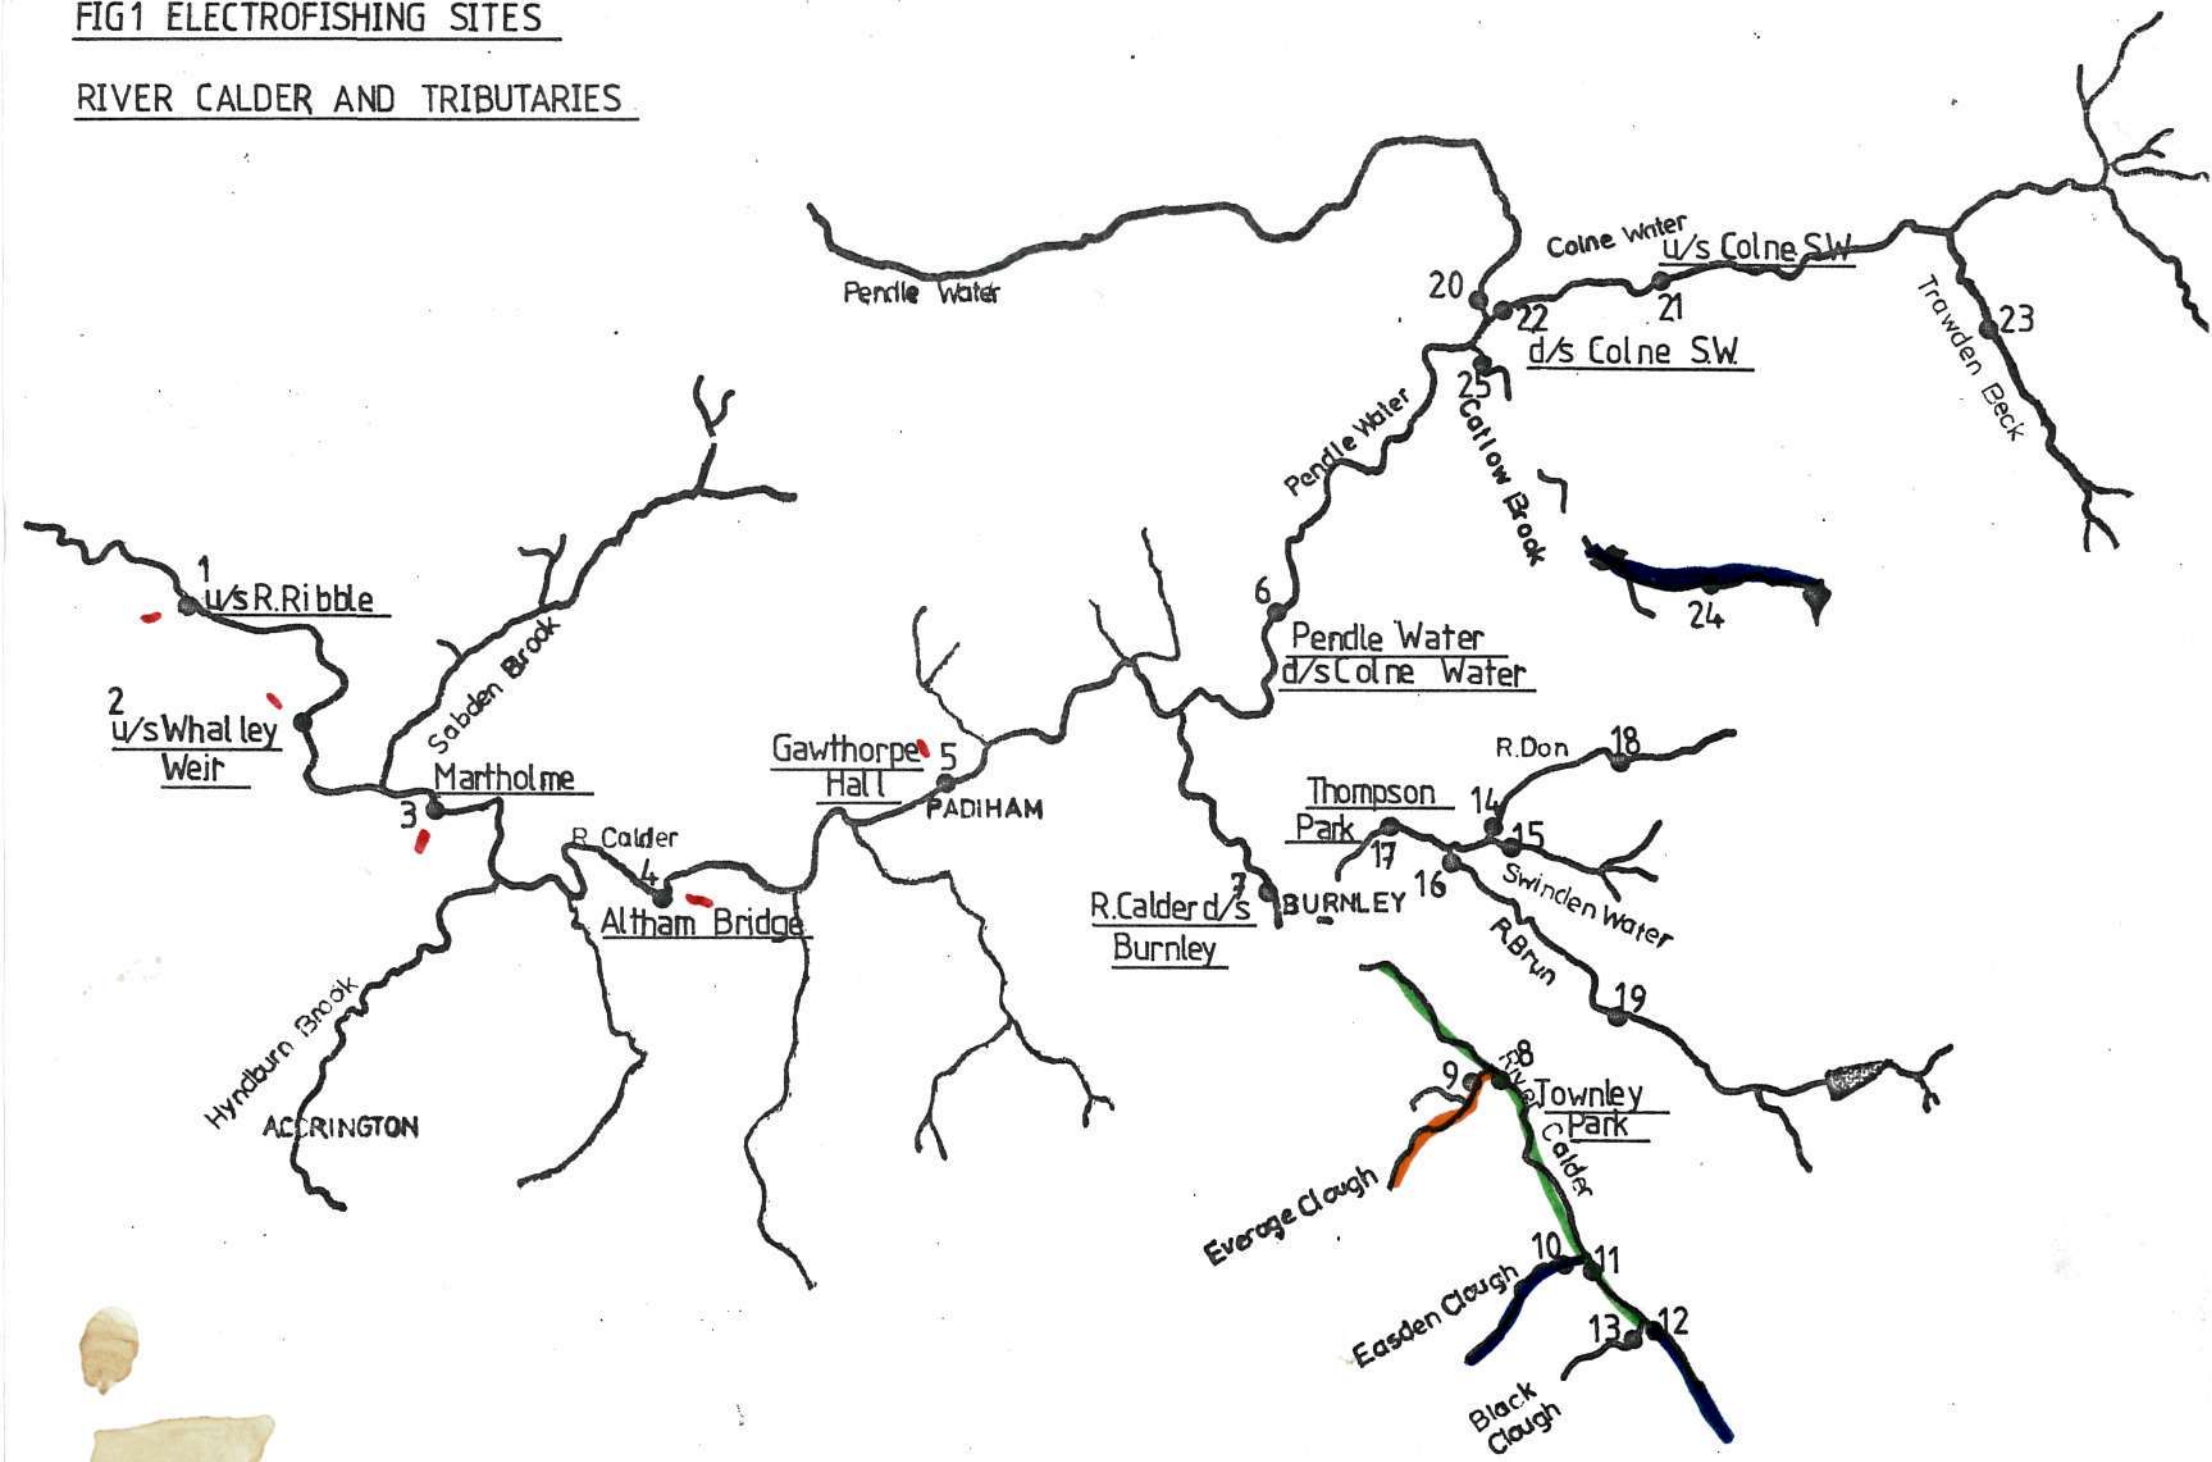 FIG1 ELECTROFISHING SITES
RIVER CALDER AND TRIBUTARIES
Pendle Water
Colne Water
u/s Colne S.W
20
22
21
d/s Colne S.W.
23
Trawden Beck
25
Catlow Brook
Pendle Water
24
1
u/s R.Ribble
Sabden Brook
2
u/s Whalley
Weir
Martholme
3
R Calder
4
Altham Bridge
Gawthorpe
Hall
5
PADIHAM
6
Pendle Water
d/s Colne Water
7
BURNLEY
R.Calder d/s
Burnley
Thompson
Park
17
R.Don
18
14
15
16
Swinden Water
R.Brun
19
Hyndburn Brook
ACCRINGTON
8
9
River Calder
Townley
Park
Everage Clough
10
11
Easden Clough
12
13
Black
Clough